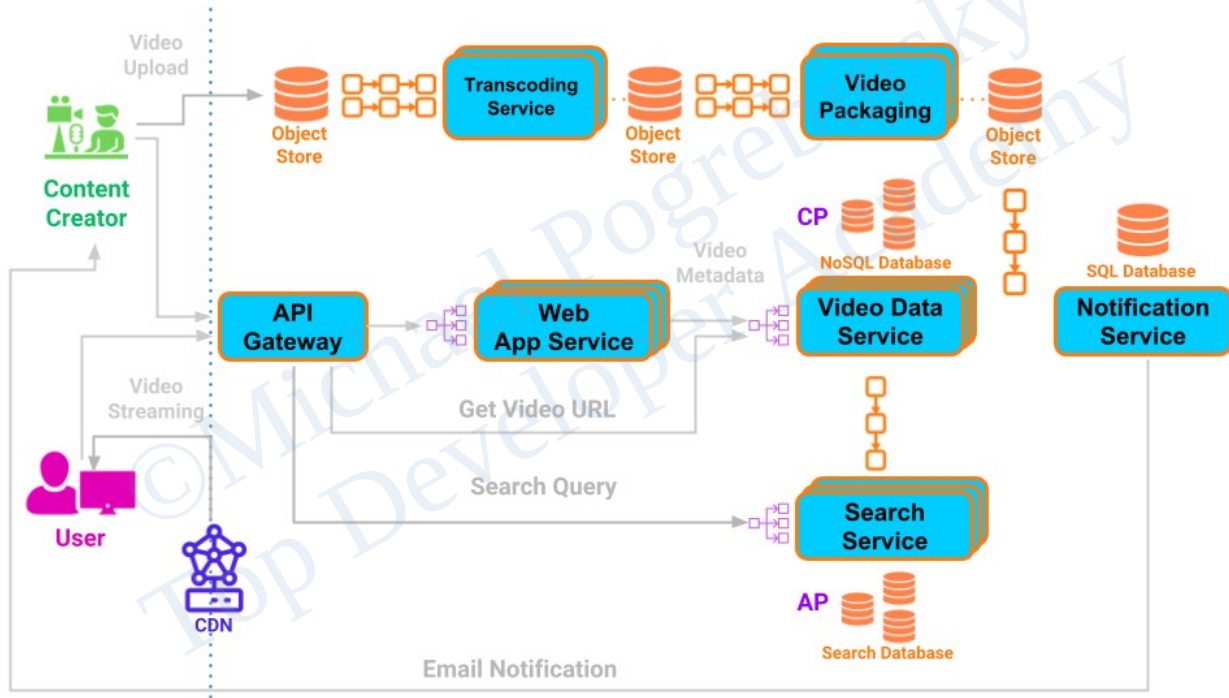 Video
Upload
Object
Store
Transcoding
Service
Object
Store
Video
Packaging
Object
Store
Content
Creator
CP
NoSQL Database
SQL Database
Video
Metadata
API
Gateway
Web
App Service
Video Data
Service
Notification
Service
Video
Streaming
Get Video URL
Search Query
User
CDN
Search
Service
AP
Search Database
Email Notification
©Michael Pogrebinsky
Top Developer Academy